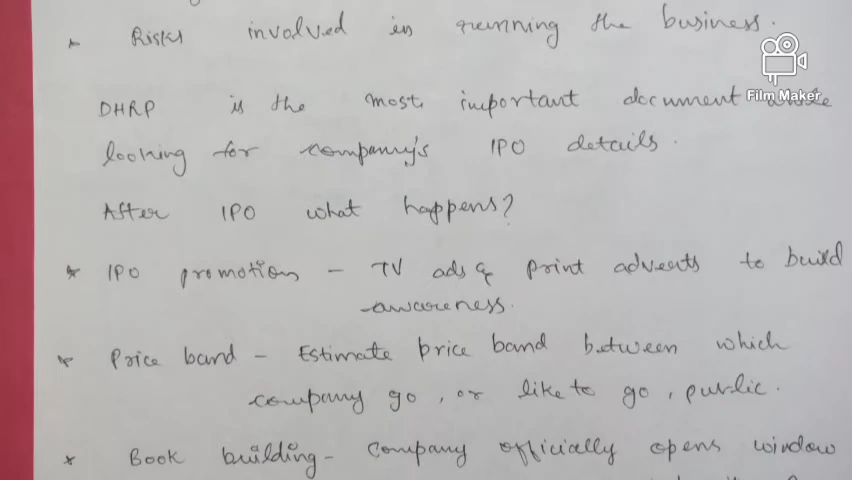 * Risks involved in running the business.
Film Maker
DHRP is the most important document while
looking for company's IPO details.
After IPO what happens?
* IPO promotion - TV ads & print adverts to build
awareness.
* Price band - Estimate price band between which
company go, or like to go, public.
* Book building - Company officially opens window